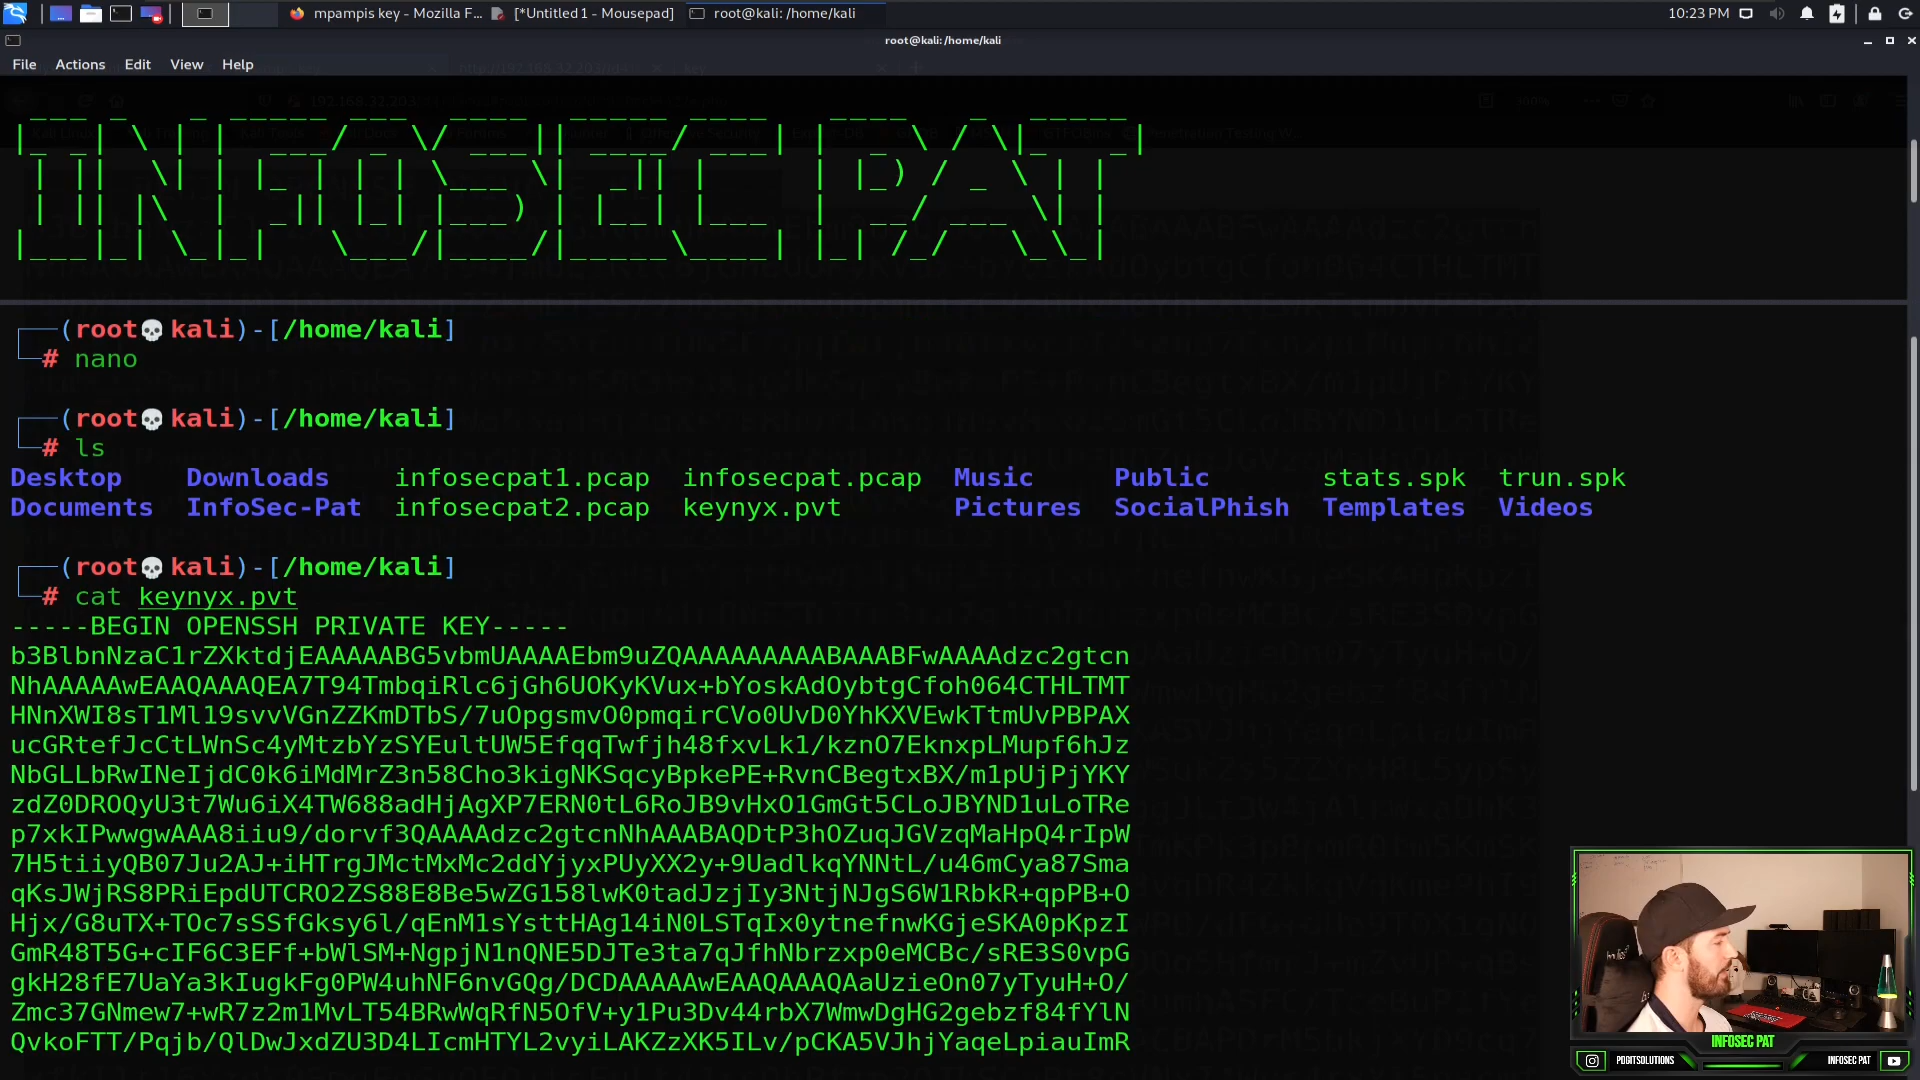 mpampis key - Mozilla F...
[*Untitled 1 - Mousepad]
root@kali: /home/kali
10:23 PM
root@kali: /home/kali
File Actions Edit View Help
INFOSEC PAT
(root💀kali)-[/home/kali]
# nano
(root💀kali)-[/home/kali]
# ls
Desktop Downloads infosecpat1.pcap infosecpat.pcap Music Public stats.spk trun.spk
Documents InfoSec-Pat infosecpat2.pcap keynyx.pvt Pictures SocialPhish Templates Videos
(root💀kali)-[/home/kali]
# cat keynyx.pvt
-----BEGIN OPENSSH PRIVATE KEY-----
b3BlbnNzaC1rZXktdjEAAAAABG5vbmUAAAAEbm9uZQAAAAAAAAABAAABFwAAAAdzc2gtcn
NhAAAAAwEAAQAAAQEA7T94TmbqiRlc6jGh6UOKyKVux+bYoskAdOybtgCfoh064CTHLTMT
HNnXWI8sT1Ml19svvVGnZZKmDTbS/7uOpgsmvO0pmqirCVo0UvD0YhKXVEwkTtmUvPBPAX
ucGRtefJcCtLWnSc4yMtzbYzSYEultUW5EfqqTwfjh48fxvLk1/kznO7EknxpLMupf6hJz
NbGLLbRwINeIjdC0k6iMdMrZ3n58Cho3kigNKSqcyBpkePE+RvnCBegtxBX/m1pUjPjYKY
zdZ0DROQyU3t7Wu6iX4TW688adHjAgXP7ERN0tL6RoJB9vHxO1GmGt5CLoJBYND1uLoTRe
p7xkIPwwgwAAA8iiu9/dorvf3QAAAAdzc2gtcnNhAAABAQDtP3hOZuqJGVzqMaHpQ4rIpW
7H5tiiyQB07Ju2AJ+iHTrgJMctMxMc2ddYjyxPUyXX2y+9UadlkqYNNtL/u46mCya87Sma
qKsJWjRS8PRiEpdUTCRO2ZS88E8Be5wZG158lwK0tadJzjIy3NtjNJgS6W1RbkR+qpPB+O
Hjx/G8uTX+TOc7sSSfGksy6l/qEnM1sYsttHAg14iN0LSTqIx0ytnefnwKGjeSKA0pKpzI
GmR48T5G+cIF6C3EFf+bWlSM+NgpjN1nQNE5DJTe3ta7qJfhNbrzxp0eMCBc/sRE3S0vpG
gkH28fE7UaYa3kIugkFg0PW4uhNF6nvGQg/DCDAAAAAwEAAQAAAQAaUzieOn07yTyuH+O/
Zmc37GNmew7+wR7z2m1MvLT54BRwWqRfN5OfV+y1Pu3Dv44rbX7WmwDgHG2gebzf84fYlN
QvkoFTT/Pqjb/QlDwJxdZU3D4LIcmHTYL2vyiLAKZzXK5ILv/pCKA5VJhjYaqeLpiauImR
INFOSEC PAT
PDDITSOLUTIONS
INFOSEC PAT